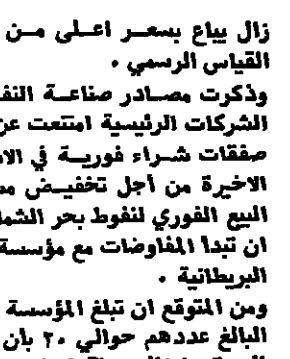 زال يباع بسعر اعلى من
القياس الرسمي .
وذكرت مصادر صناعة
الشركات الرئيسية امتنعت عن
صفقات شراء فورية في
الاخيرة من أجل تخفيض
البيع الفوري لنفوط بحر
ان تبدأ المفاوضات مع مؤسسة
البريطانية .
ومن المتوقع ان تبلغ المؤسسة
البالغ عددهم حوالي ٢٠ بأن